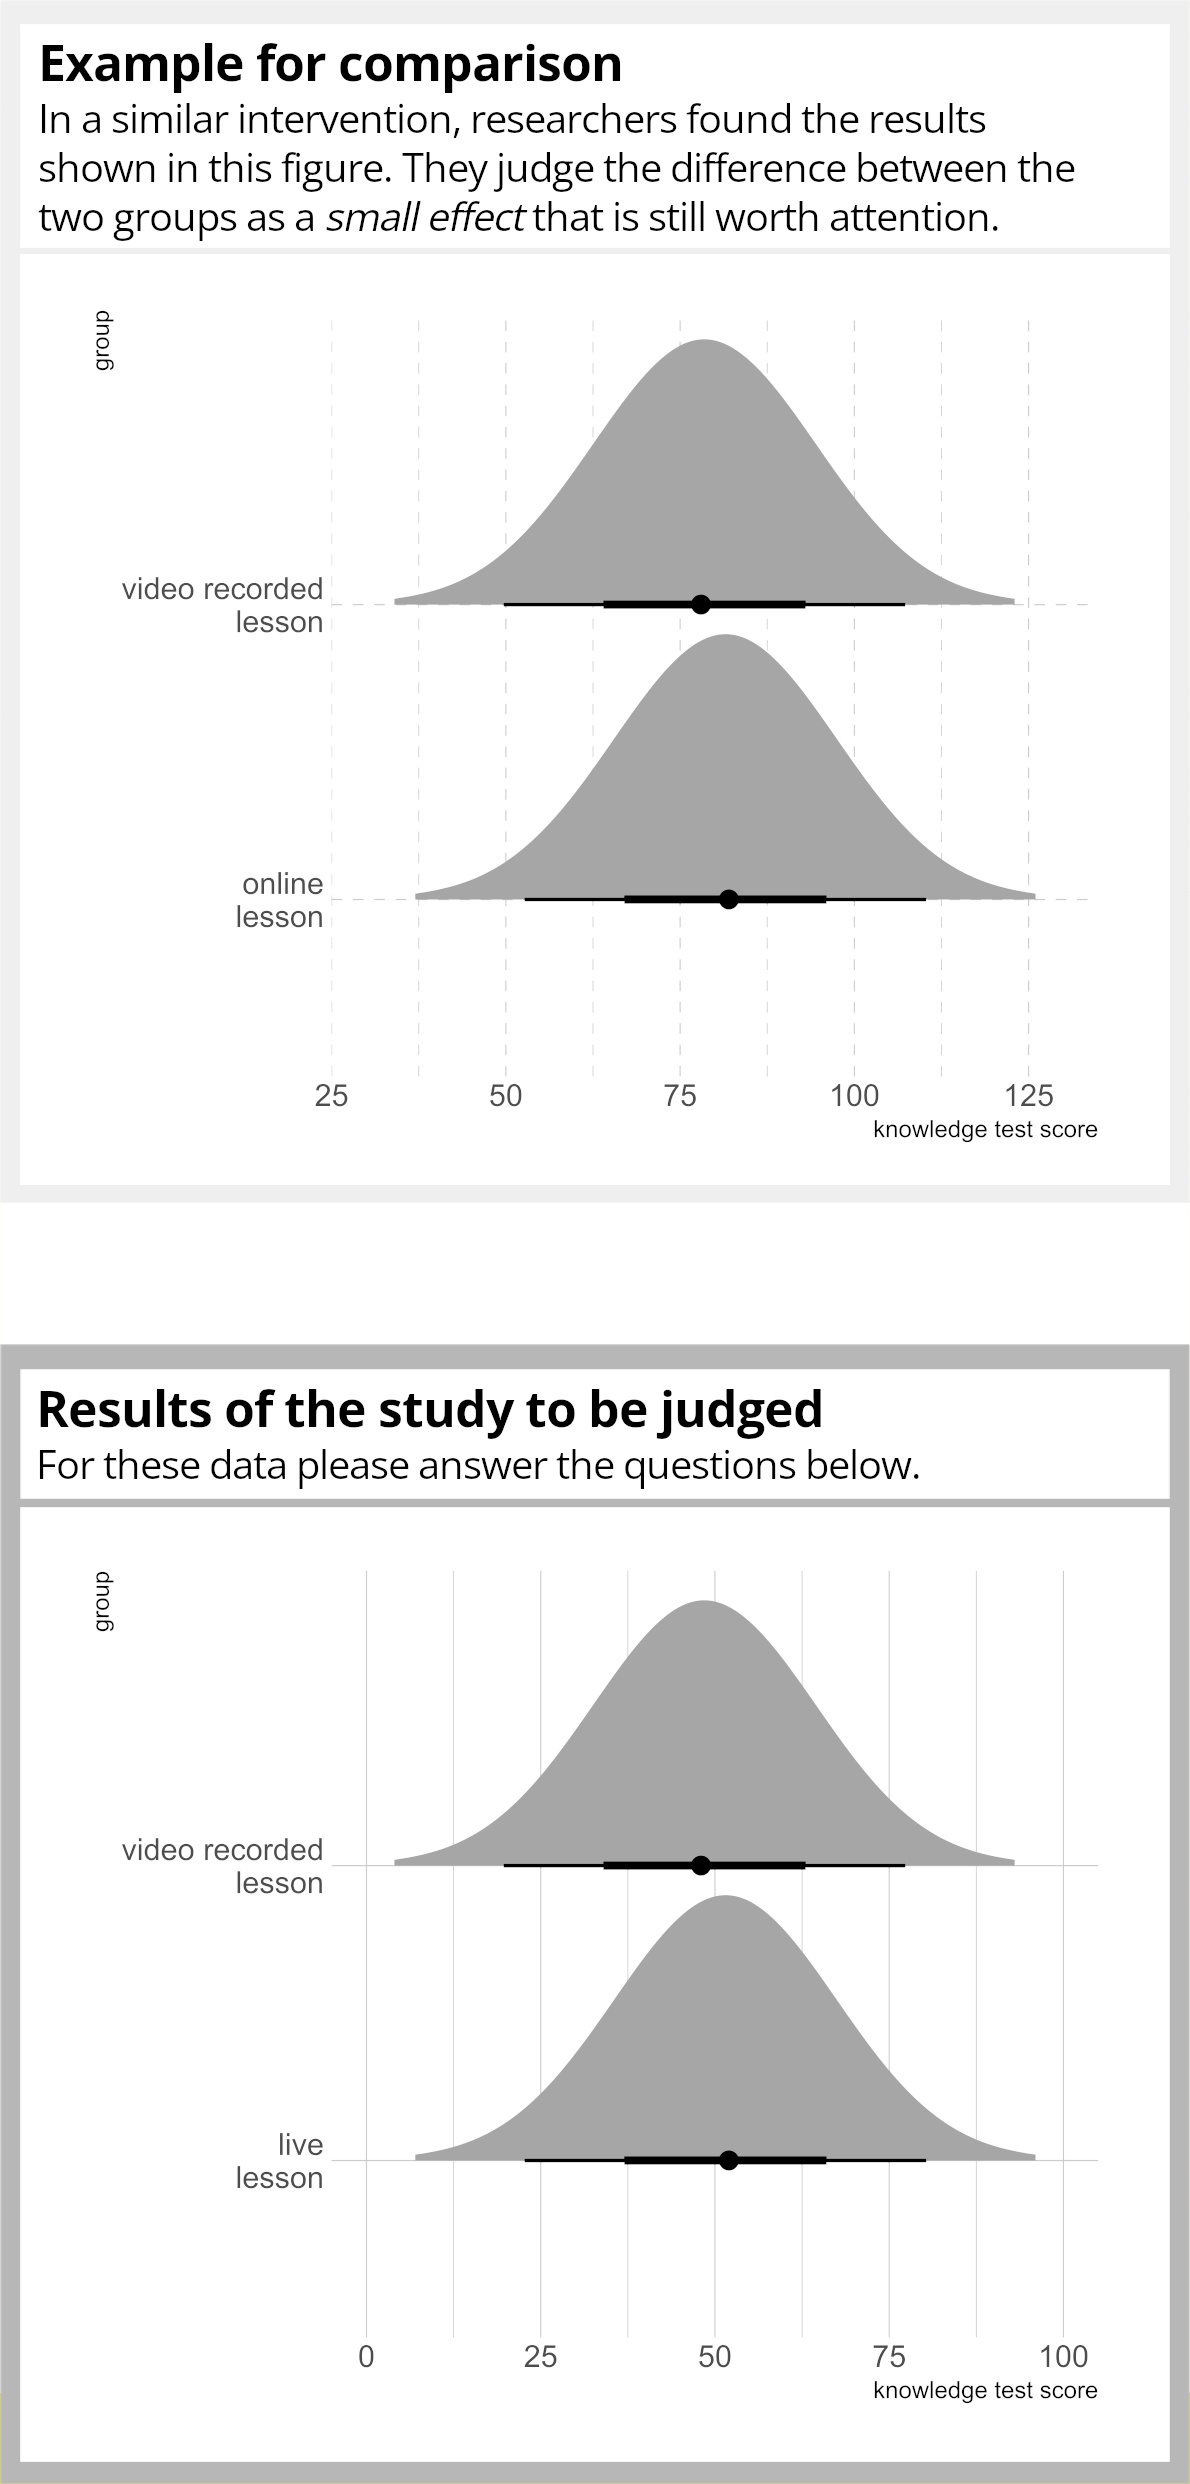 Example for comparison
In a similar intervention, researchers found the results
shown in this figure. They judge the difference between the
two groups as a small effect that is still worth attention.
group
video recorded
lesson
online
lesson
25 50 75 100 125
knowledge test score
Results of the study to be judged
For these data please answer the questions below.
group
video recorded
lesson
live
lesson
0 25 50 75 100
knowledge test score